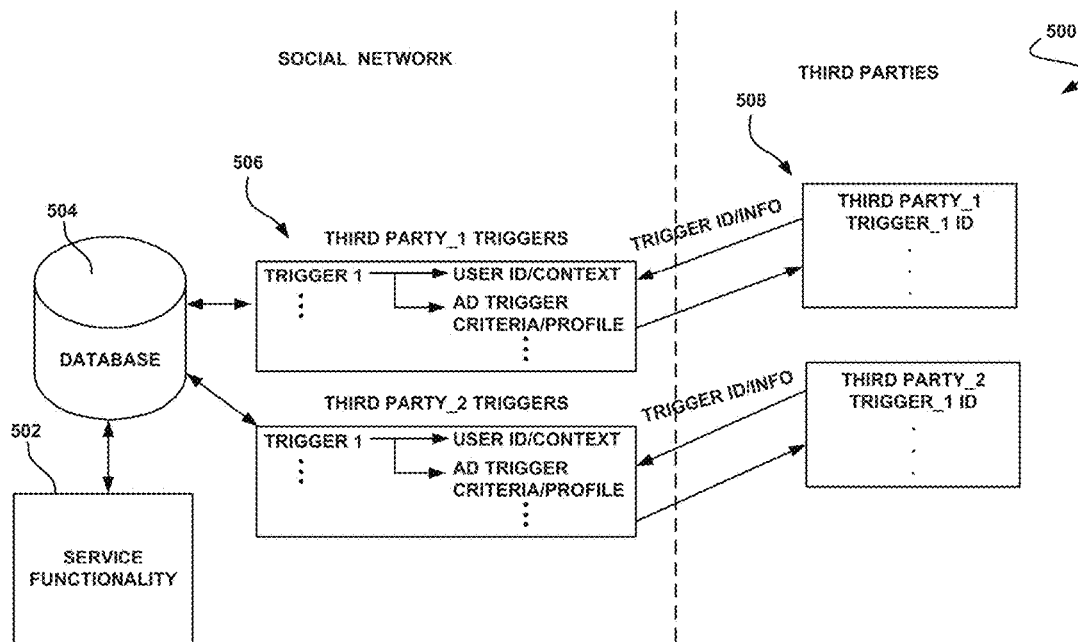 500
SOCIAL NETWORK
THIRD PARTIES
508
506
504
THIRD PARTY_1 TRIGGERS
TRIGGER ID/INFO
THIRD PARTY_1
TRIGGER_1 ID
TRIGGER 1
USER ID/CONTEXT
AD TRIGGER
CRITERIA/PROFILE
DATABASE
THIRD PARTY_2 TRIGGERS
TRIGGER ID/INFO
THIRD PARTY_2
TRIGGER_1 ID
TRIGGER 1
USER ID/CONTEXT
AD TRIGGER
CRITERIA/PROFILE
502
SERVICE
FUNCTIONALITY